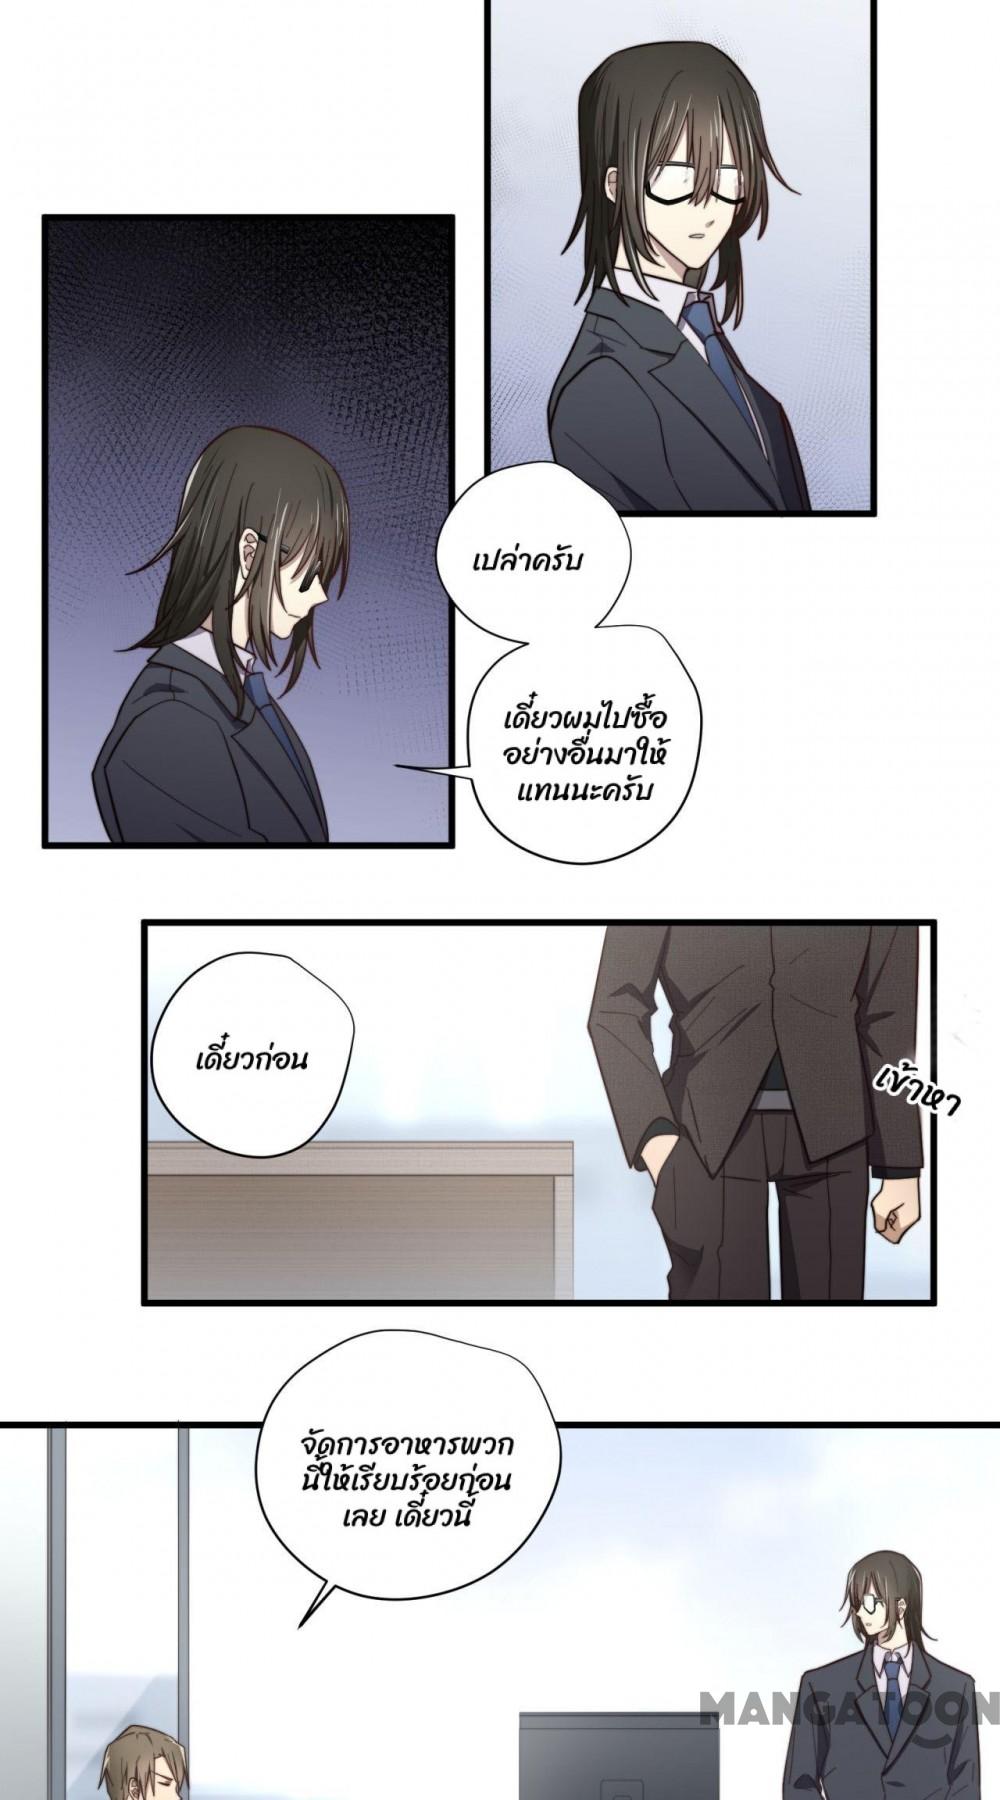 เปล่าครับ
เดี๋ยวผมไปซื้อ
อย่างอื่นมาให้
แทนนะครับ
เดี๋ยวก่อน
เข้าหา
จัดการอาหารพวก
นี้ให้เรียบร้อยก่อน
เลย เดี๋ยวนี้
MANGATOON